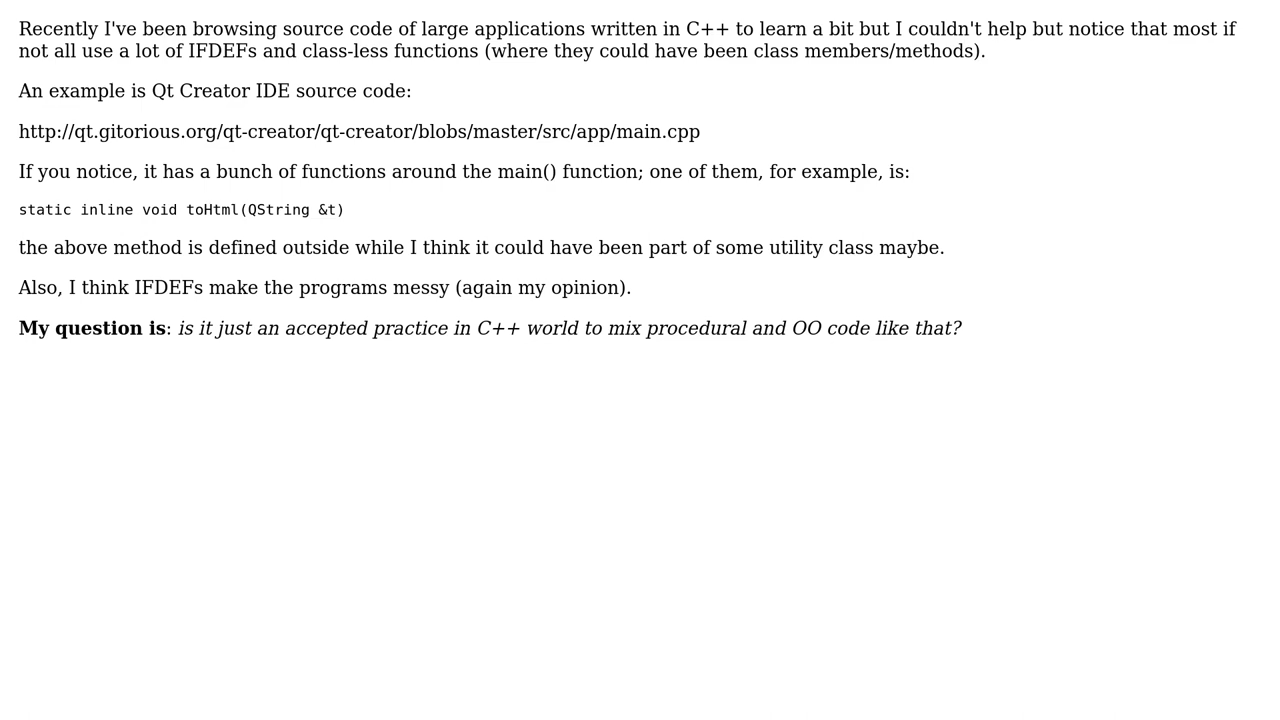 Recently I've been browsing source code of large applications written in C++ to learn a bit but I couldn't help but notice that most if
not all use a lot of IFDEFs and class-less functions (where they could have been class members/methods).
An example is Qt Creator IDE source code:
http://qt.gitorious.org/qt-creator/qt-creator/blobs/master/src/app/main.cpp
If you notice, it has a bunch of functions around the main() function; one of them, for example, is:
static inline void toHtml(QString &t)
the above method is defined outside while I think it could have been part of some utility class maybe.
Also, I think IFDEFs make the programs messy (again my opinion).
My question is: is it just an accepted practice in C++ world to mix procedural and OO code like that?